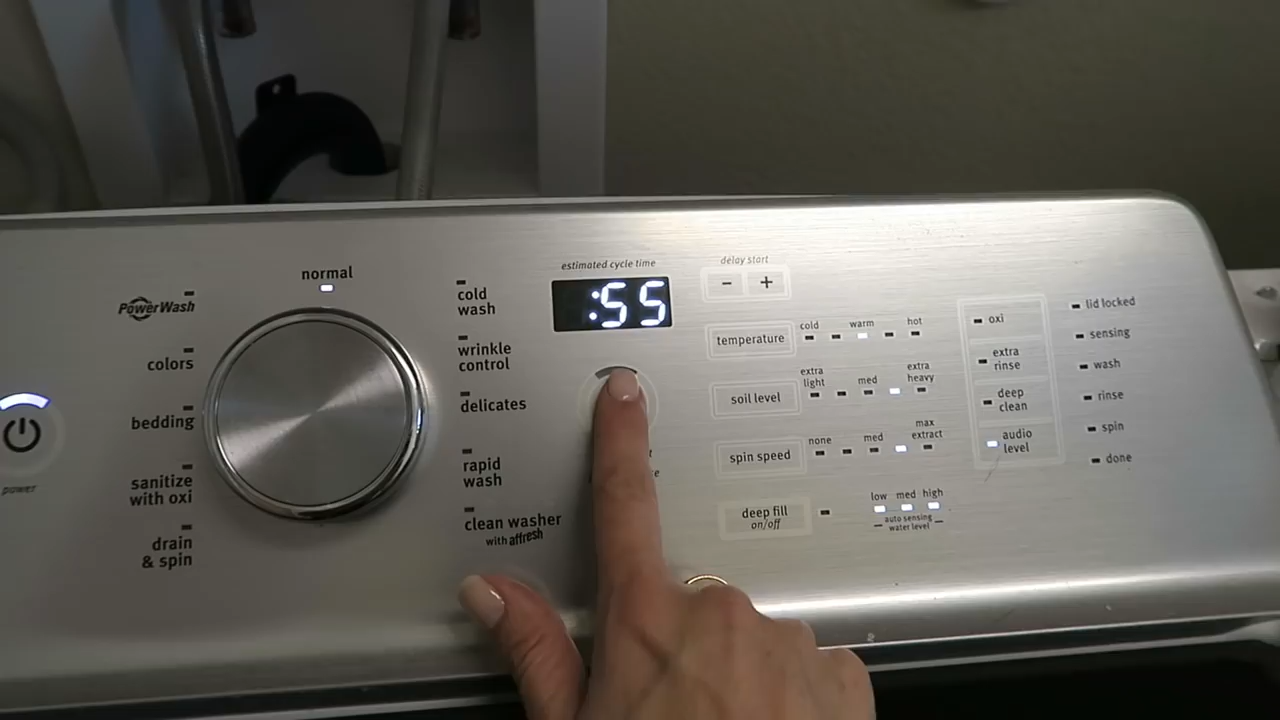 normal
PowerWash
colors
bedding
sanitize
with oxi
drain
& spin
power
cold
wash
wrinkle
control
delicates
rapid
wash
clean washer
with affresh
estimated cycle time
:55
delay start
- +
temperature
cold warm hot
soil level
extra
light
med
extra
heavy
spin speed
none med
max
extract
deep fill
on/off
low med high
auto sensing
water level
oxi
extra
rinse
deep
clean
audio
level
lid locked
sensing
wash
rinse
spin
done